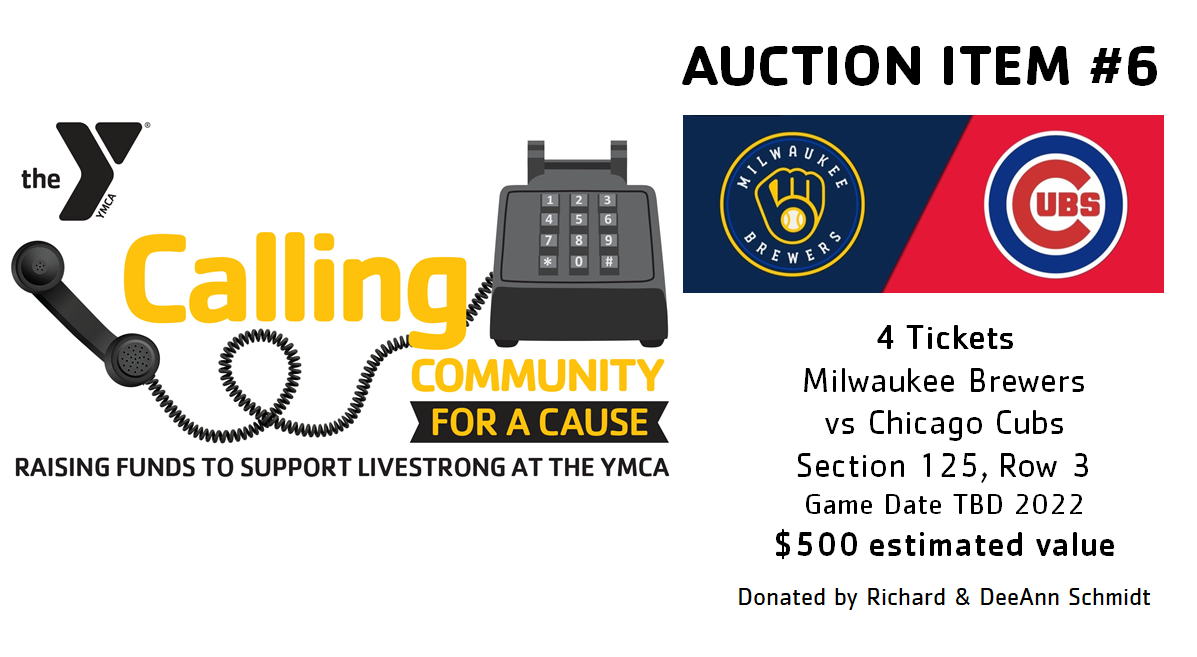 the
YMCA
®
Calling
COMMUNITY
FOR A CAUSE
RAISING FUNDS TO SUPPORT LIVESTRONG AT THE YMCA
1 2 3
4 5 6
7 8 9
* 0 #
AUCTION ITEM #6
MILWAUKEE
BREWERS
CUBS
4 Tickets
Milwaukee Brewers
vs Chicago Cubs
Section 125, Row 3
Game Date TBD 2022
$500 estimated value
Donated by Richard & DeeAnn Schmidt